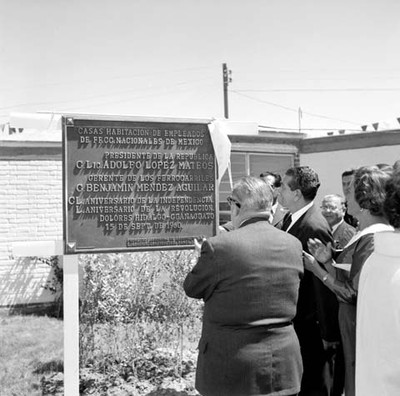 CASAS HABITACION DE EMPLEADOS
DE FF.CC. NACIONALES DE MEXICO
PRESIDENTE DE LA REPUBLICA
C. LIC. ADOLFO LOPEZ MATEOS
GERENTE DE LOS FERROCARRILES
C. BENJAMIN MENDEZ AGUILAR
CL ANIVERSARIO DE LA INDEPENDENCIA
L ANIVERSARIO DE LA REVOLUCION
DOLORES HIDALGO GUANAJUATO
15 DE SEPT. DE 1960